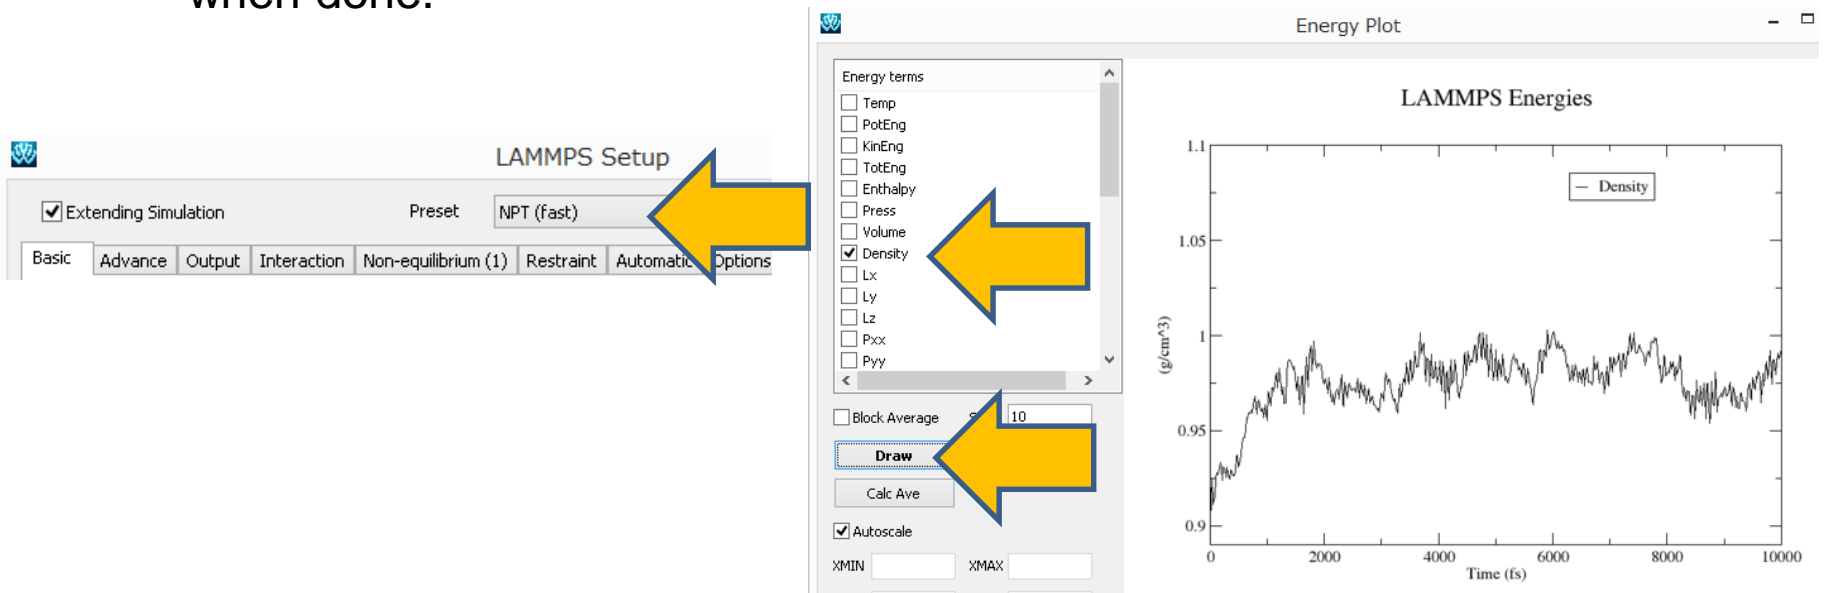 when done.
LAMMPS Setup
Extending Simulation
Preset
NPT (fast)
Basic
Advance
Output
Interaction
Non-equilibrium (1)
Restraint
Automatic
Options
Energy Plot
Energy terms
Temp
PotEng
KinEng
TotEng
Enthalpy
Press
Volume
Density
Lx
Ly
Lz
Pxx
Pyy
Block Average
10
Draw
Calc Ave
Autoscale
XMIN
XMAX
LAMMPS Energies
Density
1.1
1.05
1
0.95
0.9
(g/cm^3)
0 2000 4000 6000 8000 10000
Time (fs)